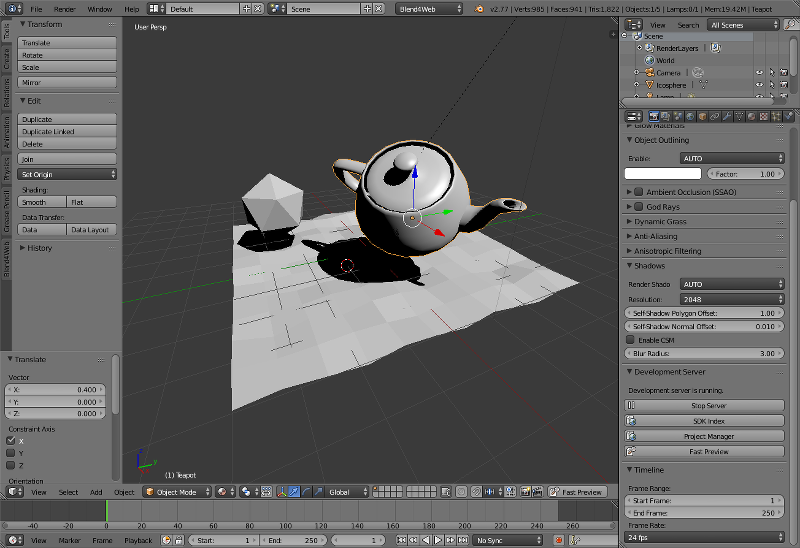 File Render Window Help Default Scene Blend4Web v2.77 | Verts:985 | Faces:941 | Tris:1,822 | Objects:1/5 | Lamps:0/1 | Mem:19.42M | Teapot
Tools
Create
Relations
Animation
Physics
Grease Pencil
Blend4Web
Transform
Translate
Rotate
Scale
Mirror
Edit
Duplicate
Duplicate Linked
Delete
Join
Set Origin
Shading:
Smooth Flat
Data Transfer:
Data Data Layout
History
Translate
Vector
X: 0.400
Y: 0.000
Z: 0.000
Constraint Axis
X
Y
Z
Orientation
User Persp
(1) Teapot
View Select Add Object Object Mode Global Fast Preview
-40 -20 0 20 40 60 80 100 120 140 160 180 200 220 240 260
View Marker Frame Playback Start: 1 End: 250 1 No Sync
View Search All Scenes
Scene
RenderLayers
World
Camera
Icosphere
Lamp
Glow Materials
Object Outlining
Enable: AUTO
Factor: 1.00
Ambient Occlusion (SSAO)
God Rays
Dynamic Grass
Anti-Aliasing
Anisotropic Filtering
Shadows
Render Shado AUTO
Resolution: 2048
Self-Shadow Polygon Offset: 1.00
Self-Shadow Normal Offset: 0.010
Enable CSM
Blur Radius: 3.00
Development Server
Development server is running.
Stop Server
SDK Index
Project Manager
Fast Preview
Timeline
Frame Range:
Start Frame: 1
End Frame: 250
Frame Rate:
24 fps